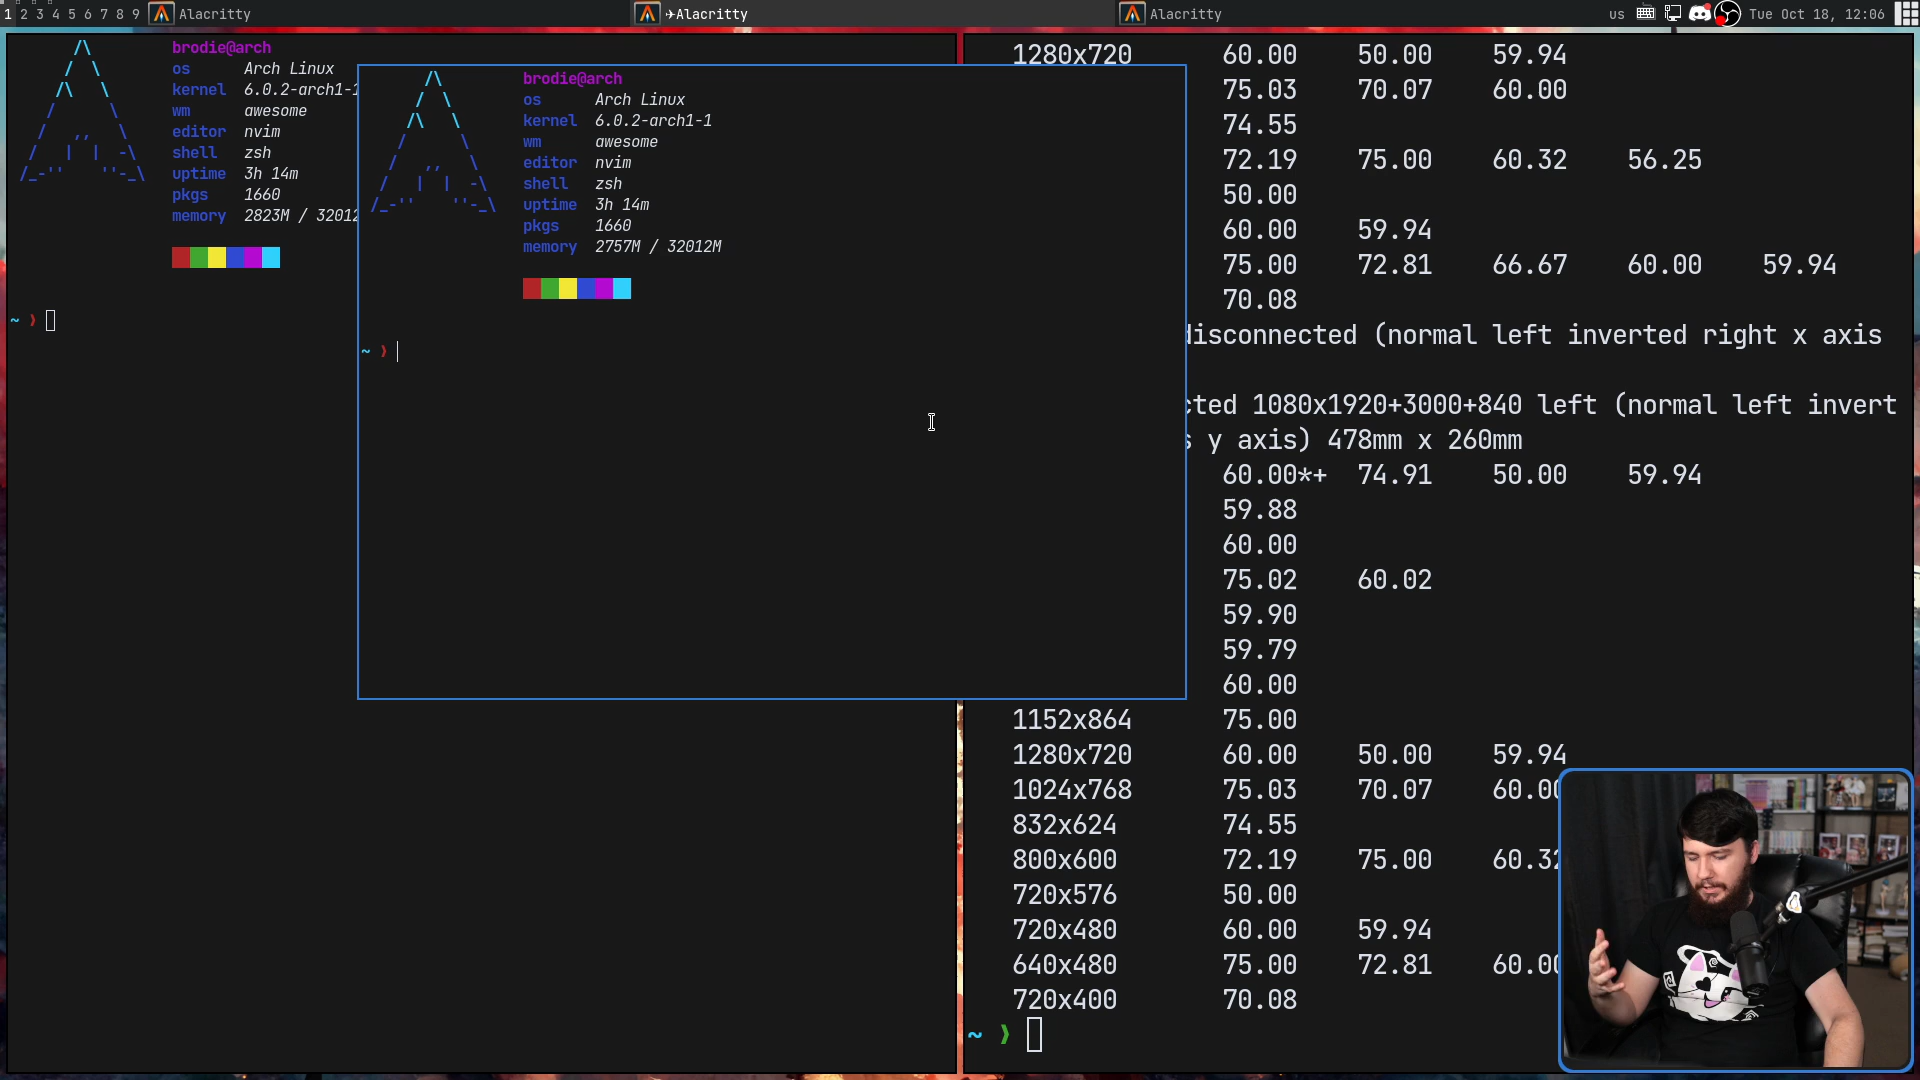 1 2 3 4 5 6 7 8 9 Alacritty ✈Alacritty Alacritty us Tue Oct 18, 12:06
brodie@arch
os Arch Linux
kernel 6.0.2-arch1-1
wm awesome
editor nvim
shell zsh
uptime 3h 14m
pkgs 1660
memory 2823M / 32012
~ ❯
brodie@arch
os Arch Linux
kernel 6.0.2-arch1-1
wm awesome
editor nvim
shell zsh
uptime 3h 14m
pkgs 1660
memory 2757M / 32012M
~ ❯
1280x720 60.00 50.00 59.94
75.03 70.07 60.00
74.55
72.19 75.00 60.32 56.25
50.00
60.00 59.94
75.00 72.81 66.67 60.00 59.94
70.08
disconnected (normal left inverted right x axis
cted 1080x1920+3000+840 left (normal left invert
s y axis) 478mm x 260mm
60.00*+ 74.91 50.00 59.94
59.88
60.00
75.02 60.02
59.90
59.79
60.00
1152x864 75.00
1280x720 60.00 50.00 59.94
1024x768 75.03 70.07 60.00
832x624 74.55
800x600 72.19 75.00 60.32
720x576 50.00
720x480 60.00 59.94
640x480 75.00 72.81 60.00
720x400 70.08
~ ❯